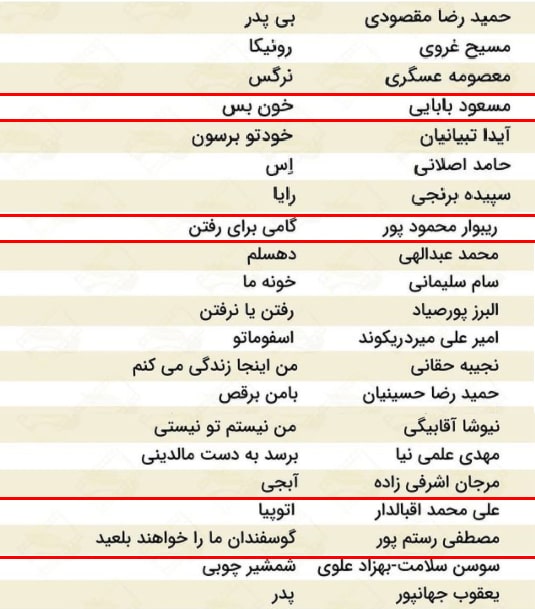 حمید رضا مقصودی بی پدر
مسیح غروی رونیکا
معصومه عسگری نرگس
مسعود بابایی خون بس
آیدا تبیانیان خودتو برسون
حامد اصلانی اِس
سپیده برنجی رایا
ریبوار محمود پور گامی برای رفتن
محمد عبدالهی دهسلم
سام سلیمانی خونه ما
البرز پورصیاد رفتن یا نرفتن
امیر علی میردریکوند اسفوماتو
نجیبه حقانی من اینجا زندگی می کنم
حمید رضا حسینیان بامن برقص
نیوشا آقابیگی من نیستم تو نیستی
مهدی علمی نیا برسد به دست مالدینی
مرجان اشرفی زاده آبجی
علی محمد اقبالدار اتوپیا
مصطفی رستم پور گوسفندان ما را خواهند بلعید
سوسن سلامت-بهزاد علوی شمشیر چوبی
یعقوب جهانپور پدر